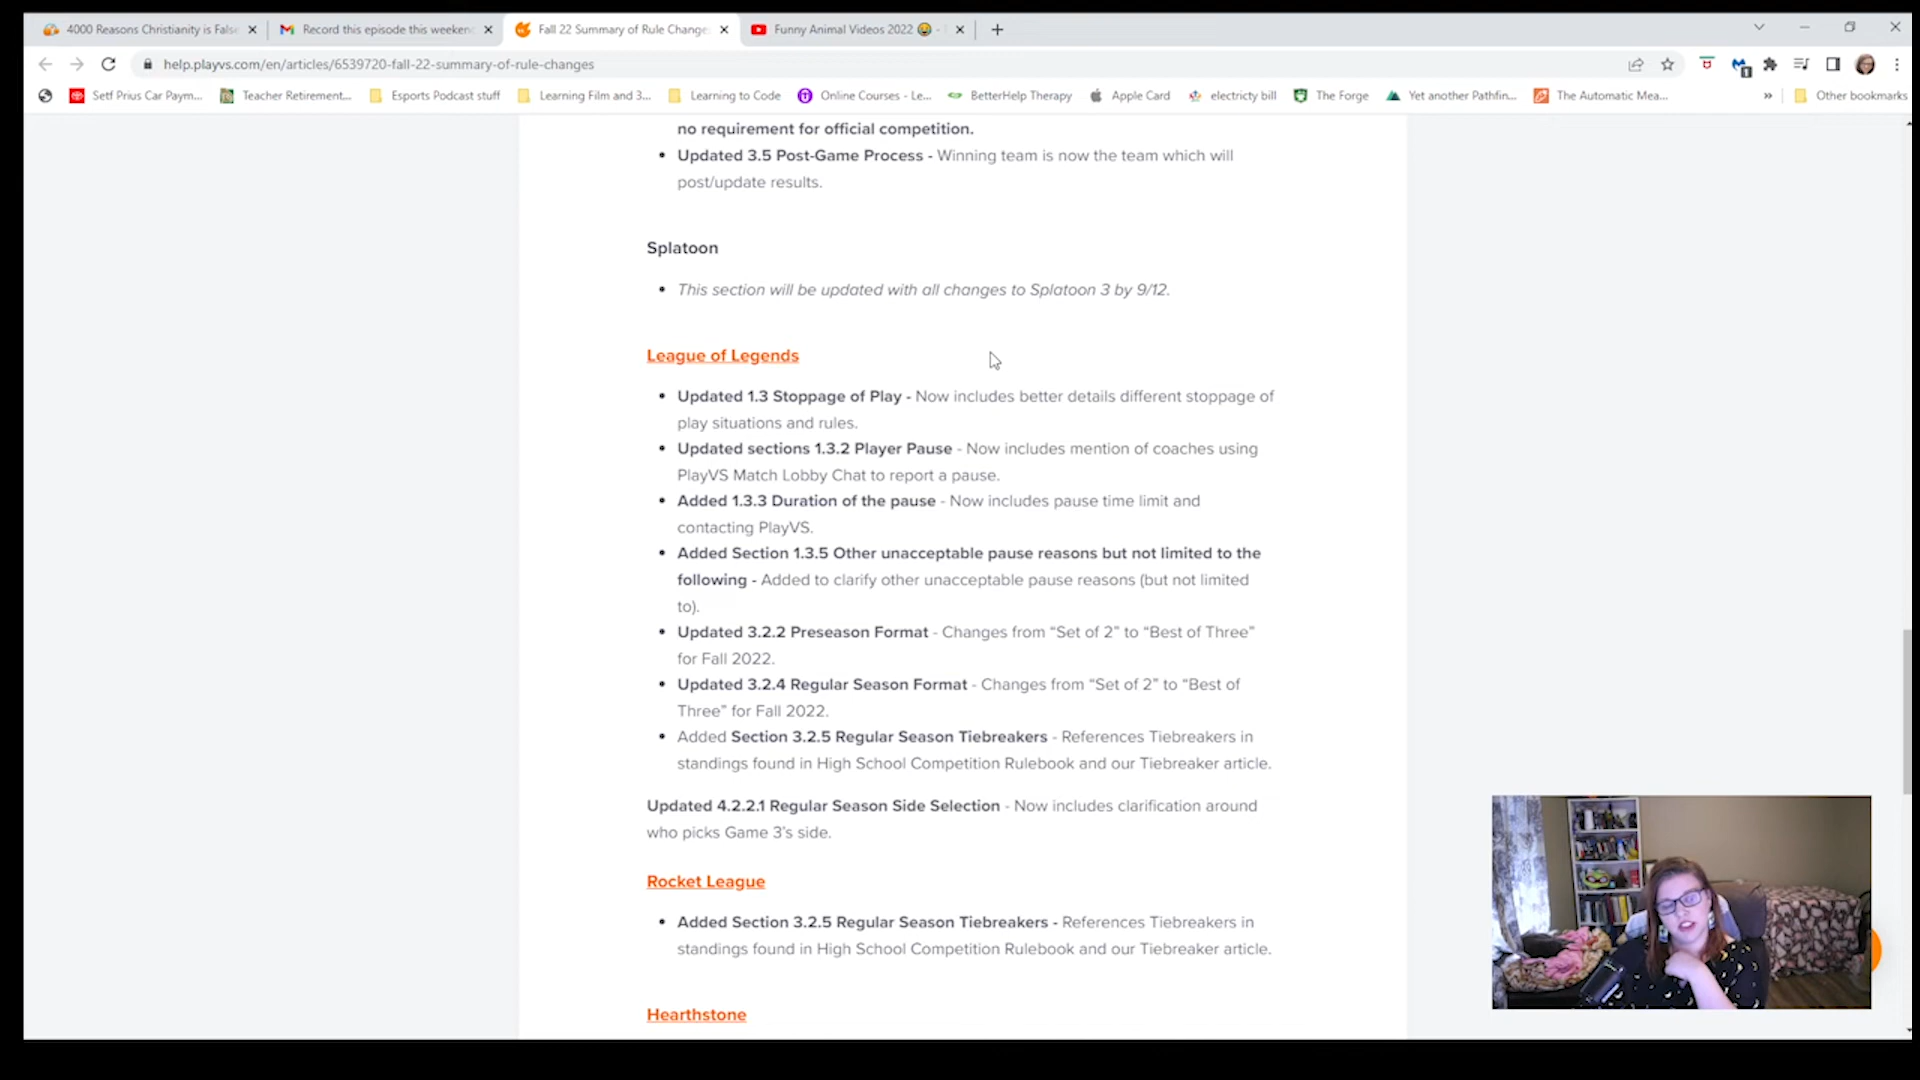 4000 Reasons Christianity is False
Record this episode this weekend
Fall 22 Summary of Rule Changes
Funny Animal Videos 2022 😂 -
help.playvs.com/en/articles/6539720-fall-22-summary-of-rule-changes
Setf Prius Car Paym...
Teacher Retirement...
Esports Podcast stuff
Learning Film and 3...
Learning to Code
Online Courses - Le...
BetterHelp Therapy
Apple Card
electricty bill
The Forge
Yet another Pathfin...
The Automatic Mea...
»
Other bookmarks
no requirement for official competition.
• Updated 3.5 Post-Game Process - Winning team is now the team which will
post/update results.
Splatoon
• This section will be updated with all changes to Splatoon 3 by 9/12.
League of Legends
• Updated 1.3 Stoppage of Play - Now includes better details different stoppage of
play situations and rules.
• Updated sections 1.3.2 Player Pause - Now includes mention of coaches using
PlayVS Match Lobby Chat to report a pause.
• Added 1.3.3 Duration of the pause - Now includes pause time limit and
contacting PlayVS.
• Added Section 1.3.5 Other unacceptable pause reasons but not limited to the
following - Added to clarify other unacceptable pause reasons (but not limited
to).
• Updated 3.2.2 Preseason Format - Changes from “Set of 2” to “Best of Three”
for Fall 2022.
• Updated 3.2.4 Regular Season Format - Changes from “Set of 2” to “Best of
Three” for Fall 2022.
• Added Section 3.2.5 Regular Season Tiebreakers - References Tiebreakers in
standings found in High School Competition Rulebook and our Tiebreaker article.
Updated 4.2.2.1 Regular Season Side Selection - Now includes clarification around
who picks Game 3’s side.
Rocket League
• Added Section 3.2.5 Regular Season Tiebreakers - References Tiebreakers in
standings found in High School Competition Rulebook and our Tiebreaker article.
Hearthstone